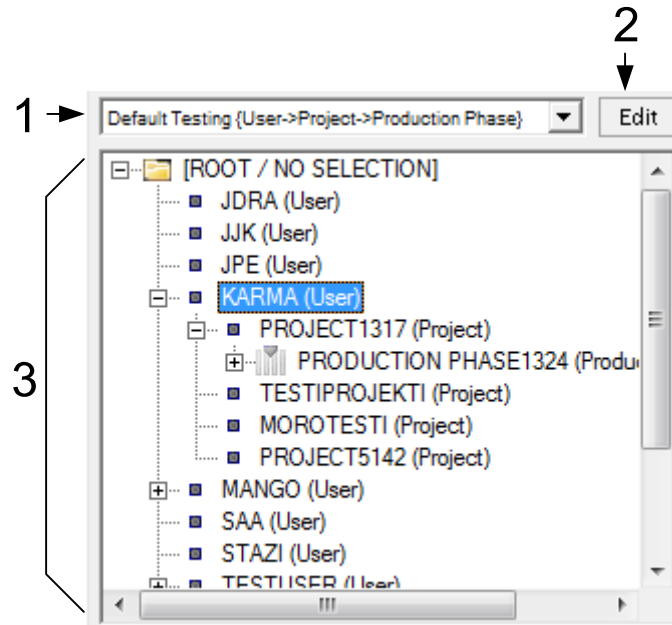 2
1
Default Testing {User->Project->Production Phase}
Edit
[ROOT / NO SELECTION]
JDRA (User)
JJK (User)
JPE (User)
KARMA (User)
PROJECT1317 (Project)
PRODUCTION PHASE1324 (Produ
TESTIPROJEKTI (Project)
3
MOROTESTI (Project)
PROJECT5142 (Project)
MANGO (User)
SAA (User)
STAZI (User)
TESTUSER (User)